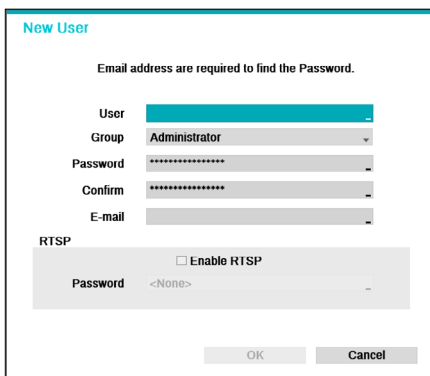 New User
Email address are required to find the Password.
User
Group Administrator
Password ****************
Confirm ****************
E-mail
RTSP
Enable RTSP
Password <None>
OK Cancel